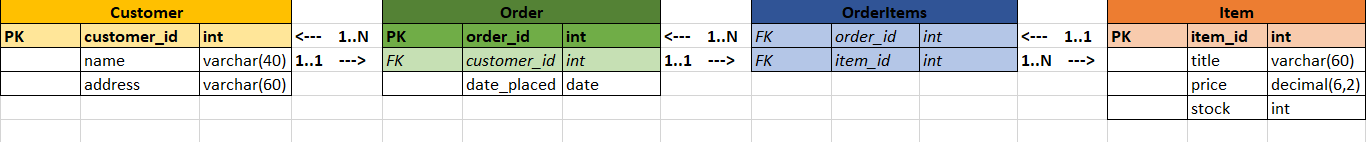 Customer Order OrderItems Item
PK customer_id int <--- 1..N PK order_id int <--- 1..N FK order_id int <--- 1..1 PK item_id int
name varchar(40) 1..1 ---> FK customer_id int 1..1 ---> FK item_id int 1..N ---> title varchar(60)
address varchar(60) date_placed date price decimal(6,2)
stock int